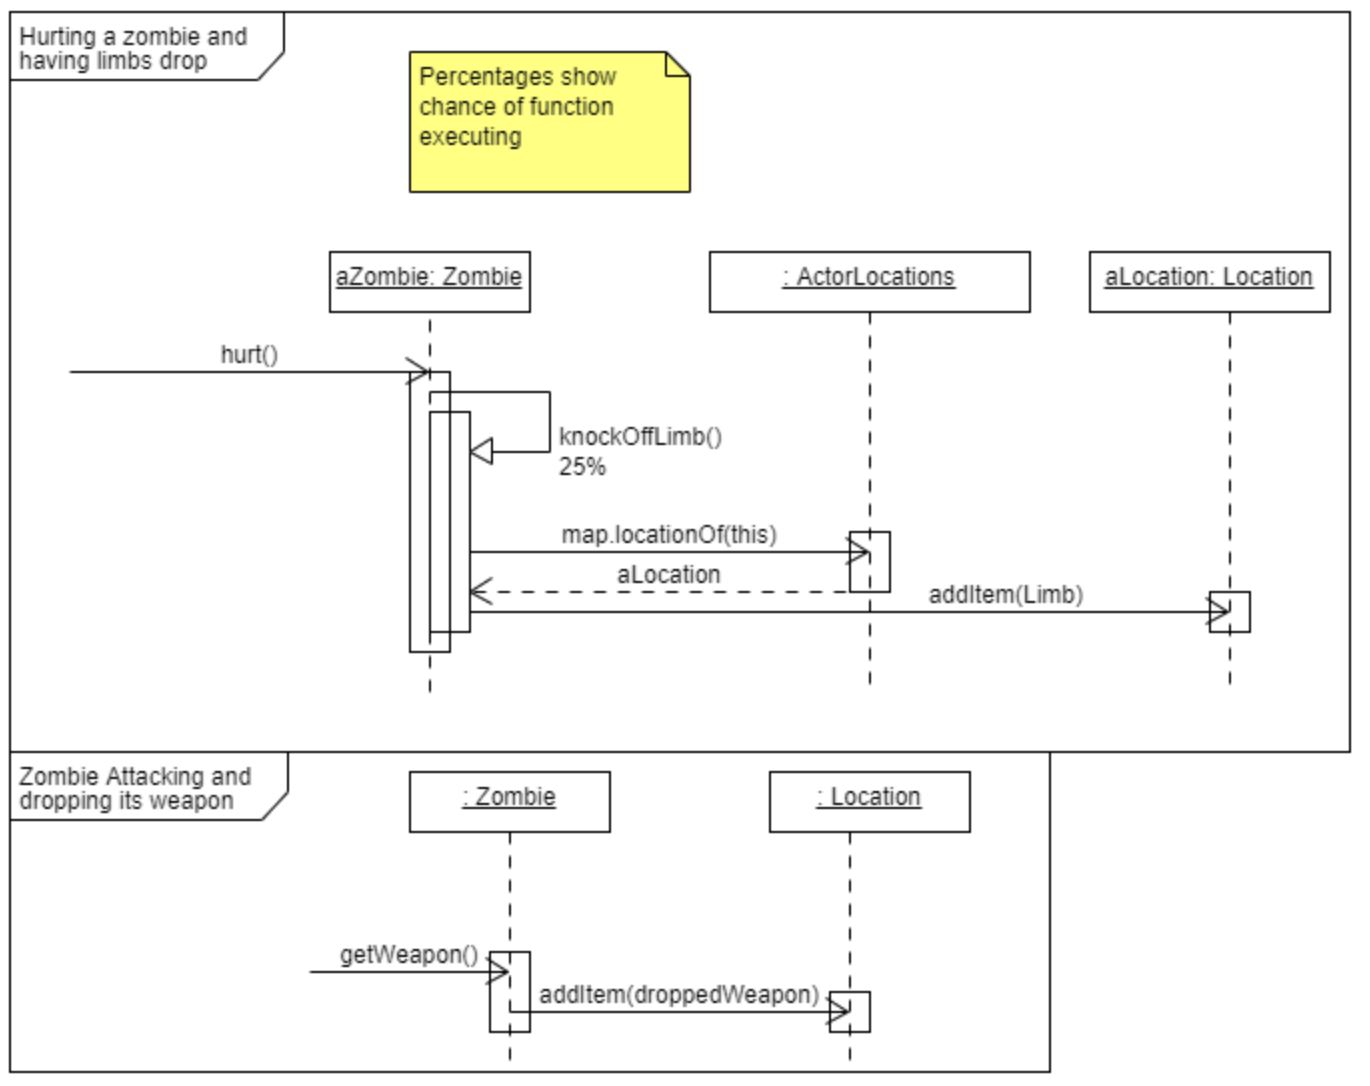 Hurting a zombie and
having limbs drop
Percentages show
chance of function
executing
aZombie: Zombie
: ActorLocations
aLocation: Location
hurt()
knockOffLimb()
25%
map.locationOf(this)
aLocation
addItem(Limb)
Zombie Attacking and
dropping its weapon
: Zombie
: Location
getWeapon()
addItem(droppedWeapon)